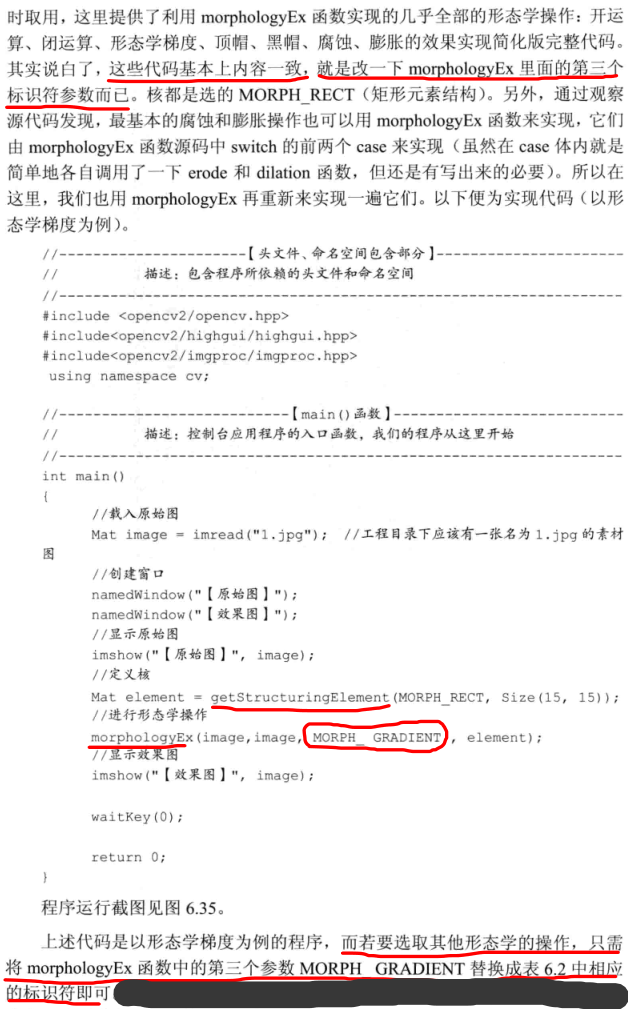 时取用，这里提供了利用 morphologyEx 函数实现的几乎全部的形态学操作：开运
算、闭运算、形态学梯度、顶帽、黑帽、腐蚀、膨胀的效果实现简化版完整代码。
其实说白了，这些代码基本上内容一致，就是改一下 morphologyEx 里面的第三个
标识符参数而已。核都是选的 MORPH_RECT（矩形元素结构）。另外，通过观察
源代码发现，最基本的腐蚀和膨胀操作也可以用 morphologyEx 函数来实现，它们
由 morphologyEx 函数源码中 switch 的前两个 case 来实现（虽然在 case 体内就是
简单地各自调用了一下 erode 和 dilation 函数，但还是有写出来的必要）。所以在
这里，我们也用 morphologyEx 再重新来实现一遍它们。以下便为实现代码（以形
态学梯度为例）。
//-----------------------【头文件、命名空间包含部分】-----------------------
//          描述：包含程序所依赖的头文件和命名空间
//----------------------------------------------------------------------
#include <opencv2/opencv.hpp>
#include<opencv2/highgui/highgui.hpp>
#include<opencv2/imgproc/imgproc.hpp>
using namespace cv;
//----------------------------【main()函数】----------------------------
//          描述：控制台应用程序的入口函数，我们的程序从这里开始
//----------------------------------------------------------------------
int main()
{
//载入原始图
Mat image = imread("1.jpg");  //工程目录下应该有一张名为 1.jpg 的素材
图
//创建窗口
namedWindow("【原始图】");
namedWindow("【效果图】");
//显示原始图
imshow("【原始图】", image);
//定义核
Mat element = getStructuringElement(MORPH_RECT, Size(15, 15));
//进行形态学操作
morphologyEx(image,image, MORPH_ GRADIENT , element);
//显示效果图
imshow("【效果图】", image);
waitKey(0);
return 0;
}
程序运行截图见图 6.35。
上述代码是以形态学梯度为例的程序，而若要选取其他形态学的操作，只需
将 morphologyEx 函数中的第三个参数 MORPH_ GRADIENT 替换成表 6.2 中相应
的标识符即可